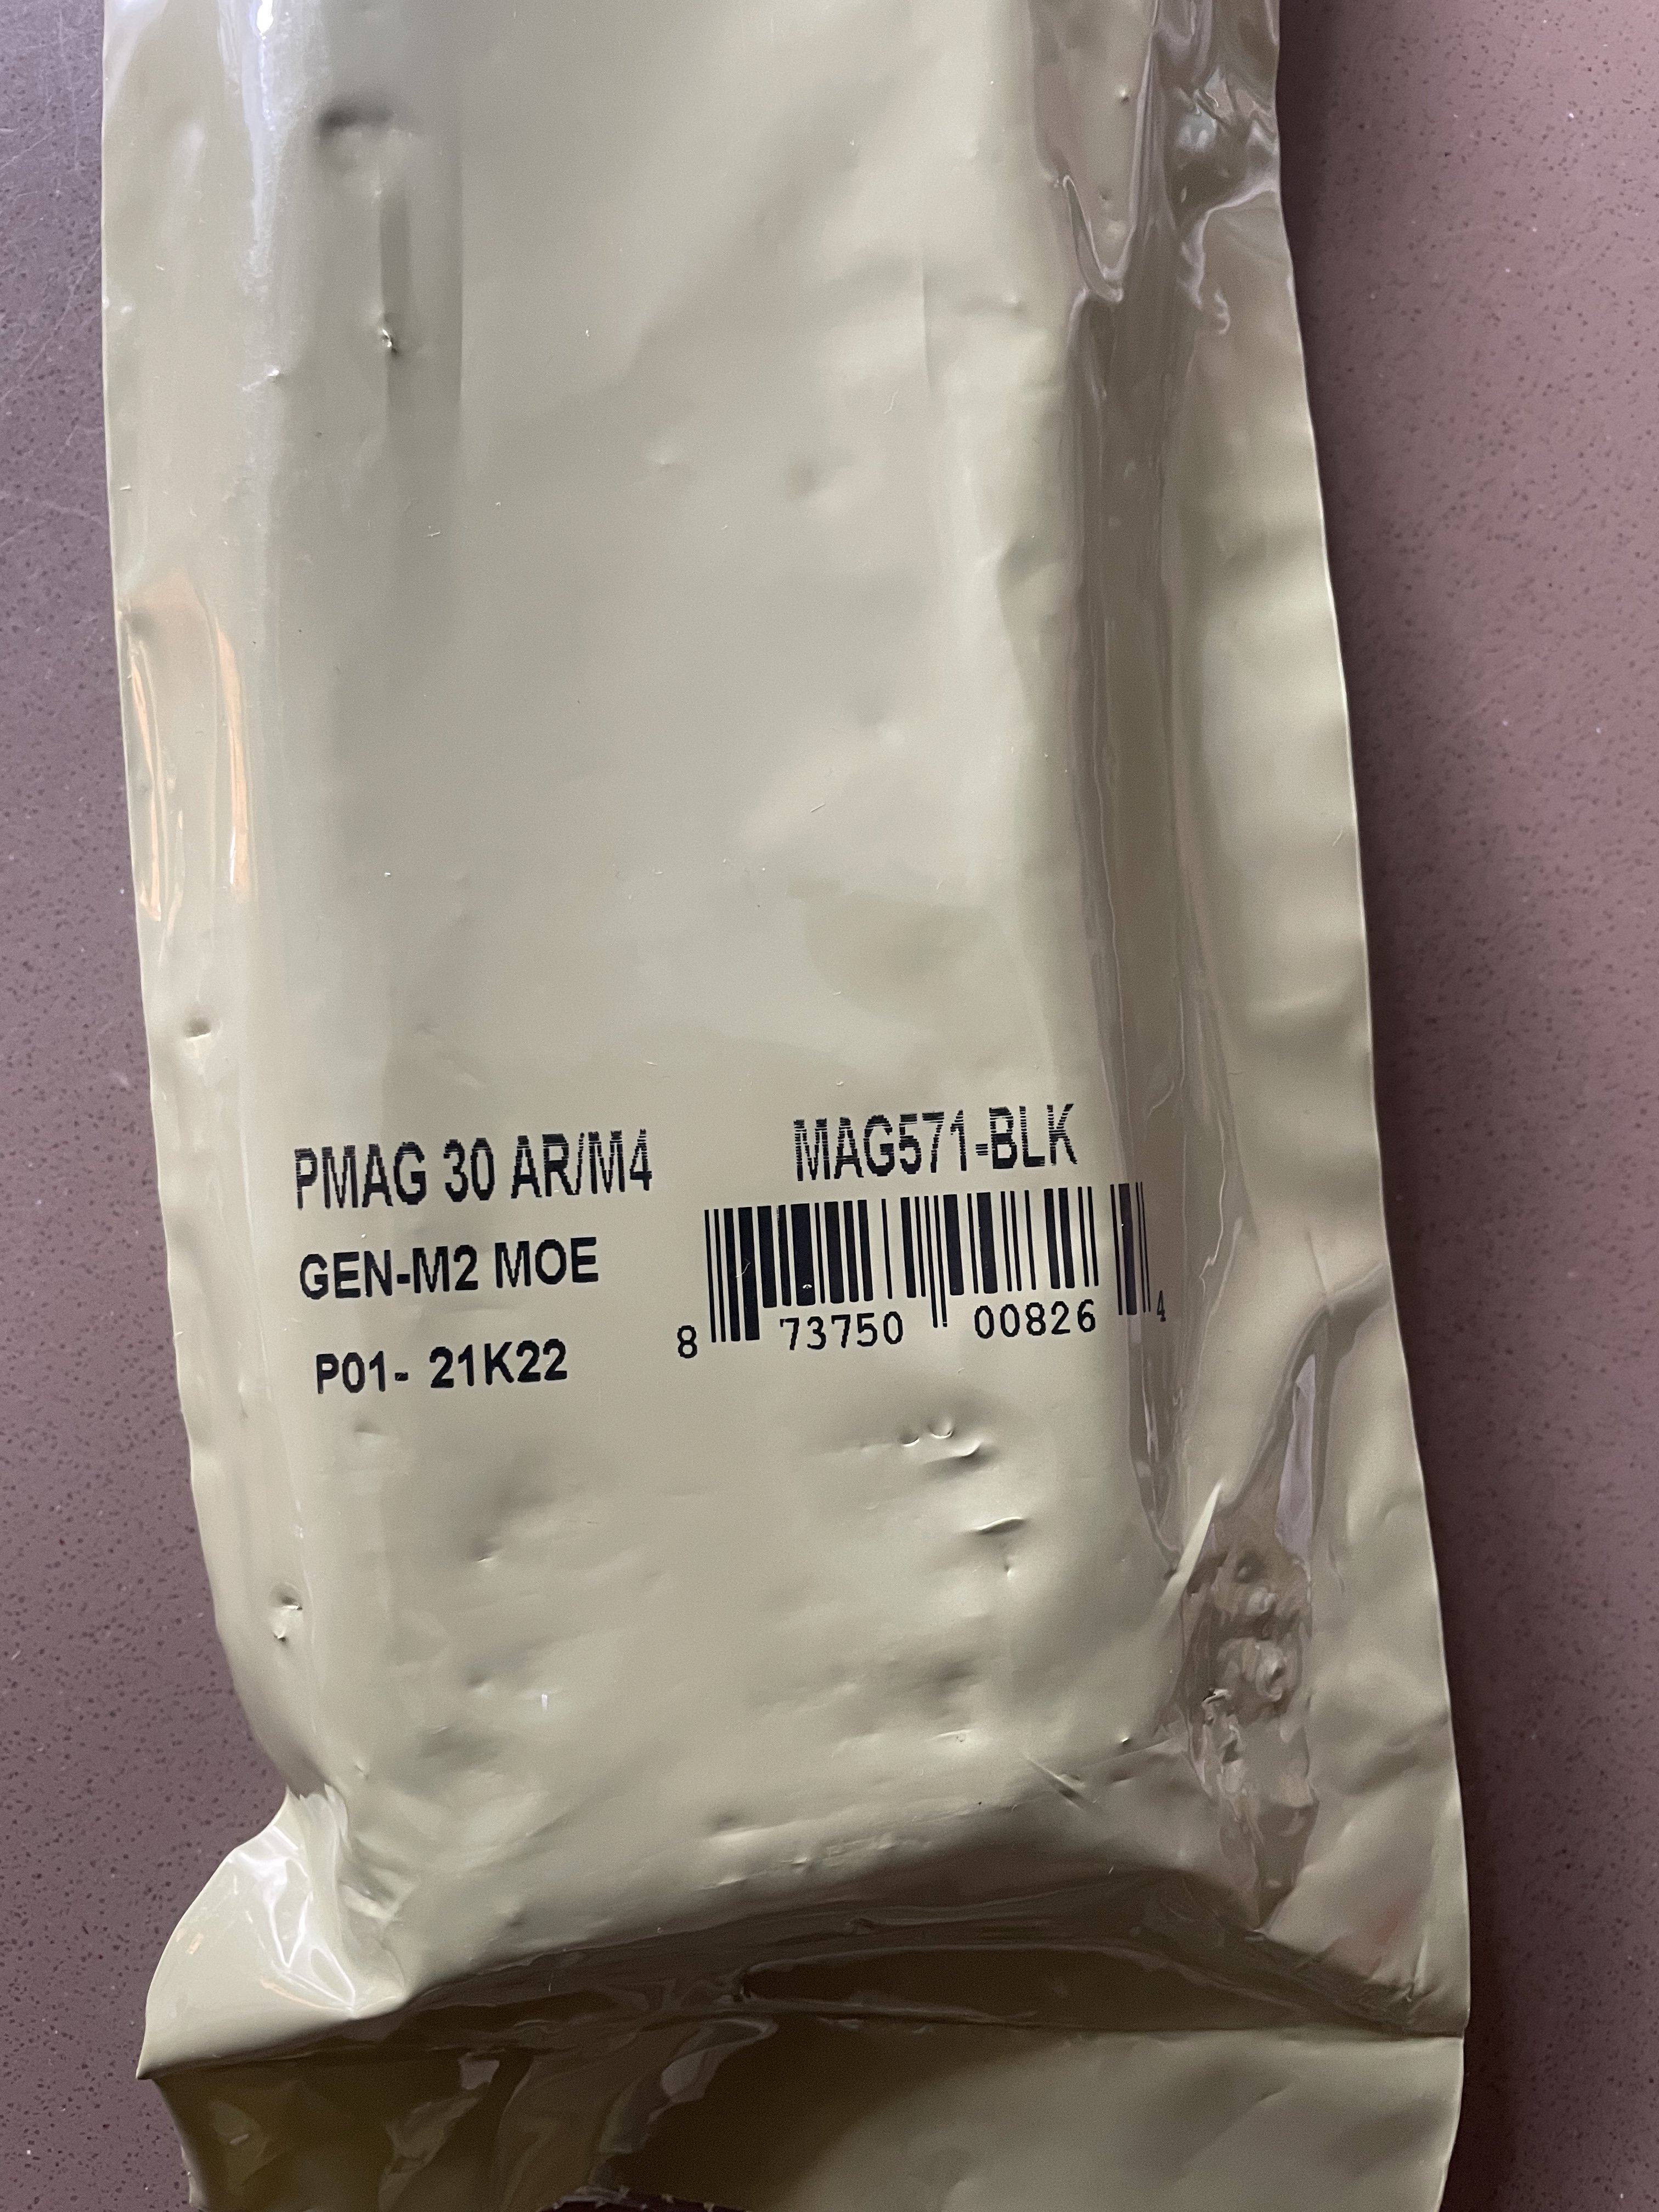 PMAG 30 AR/M4
GEN-M2 MOE
P01- 21K22
MAG571-BLK
8 73750 00826 4